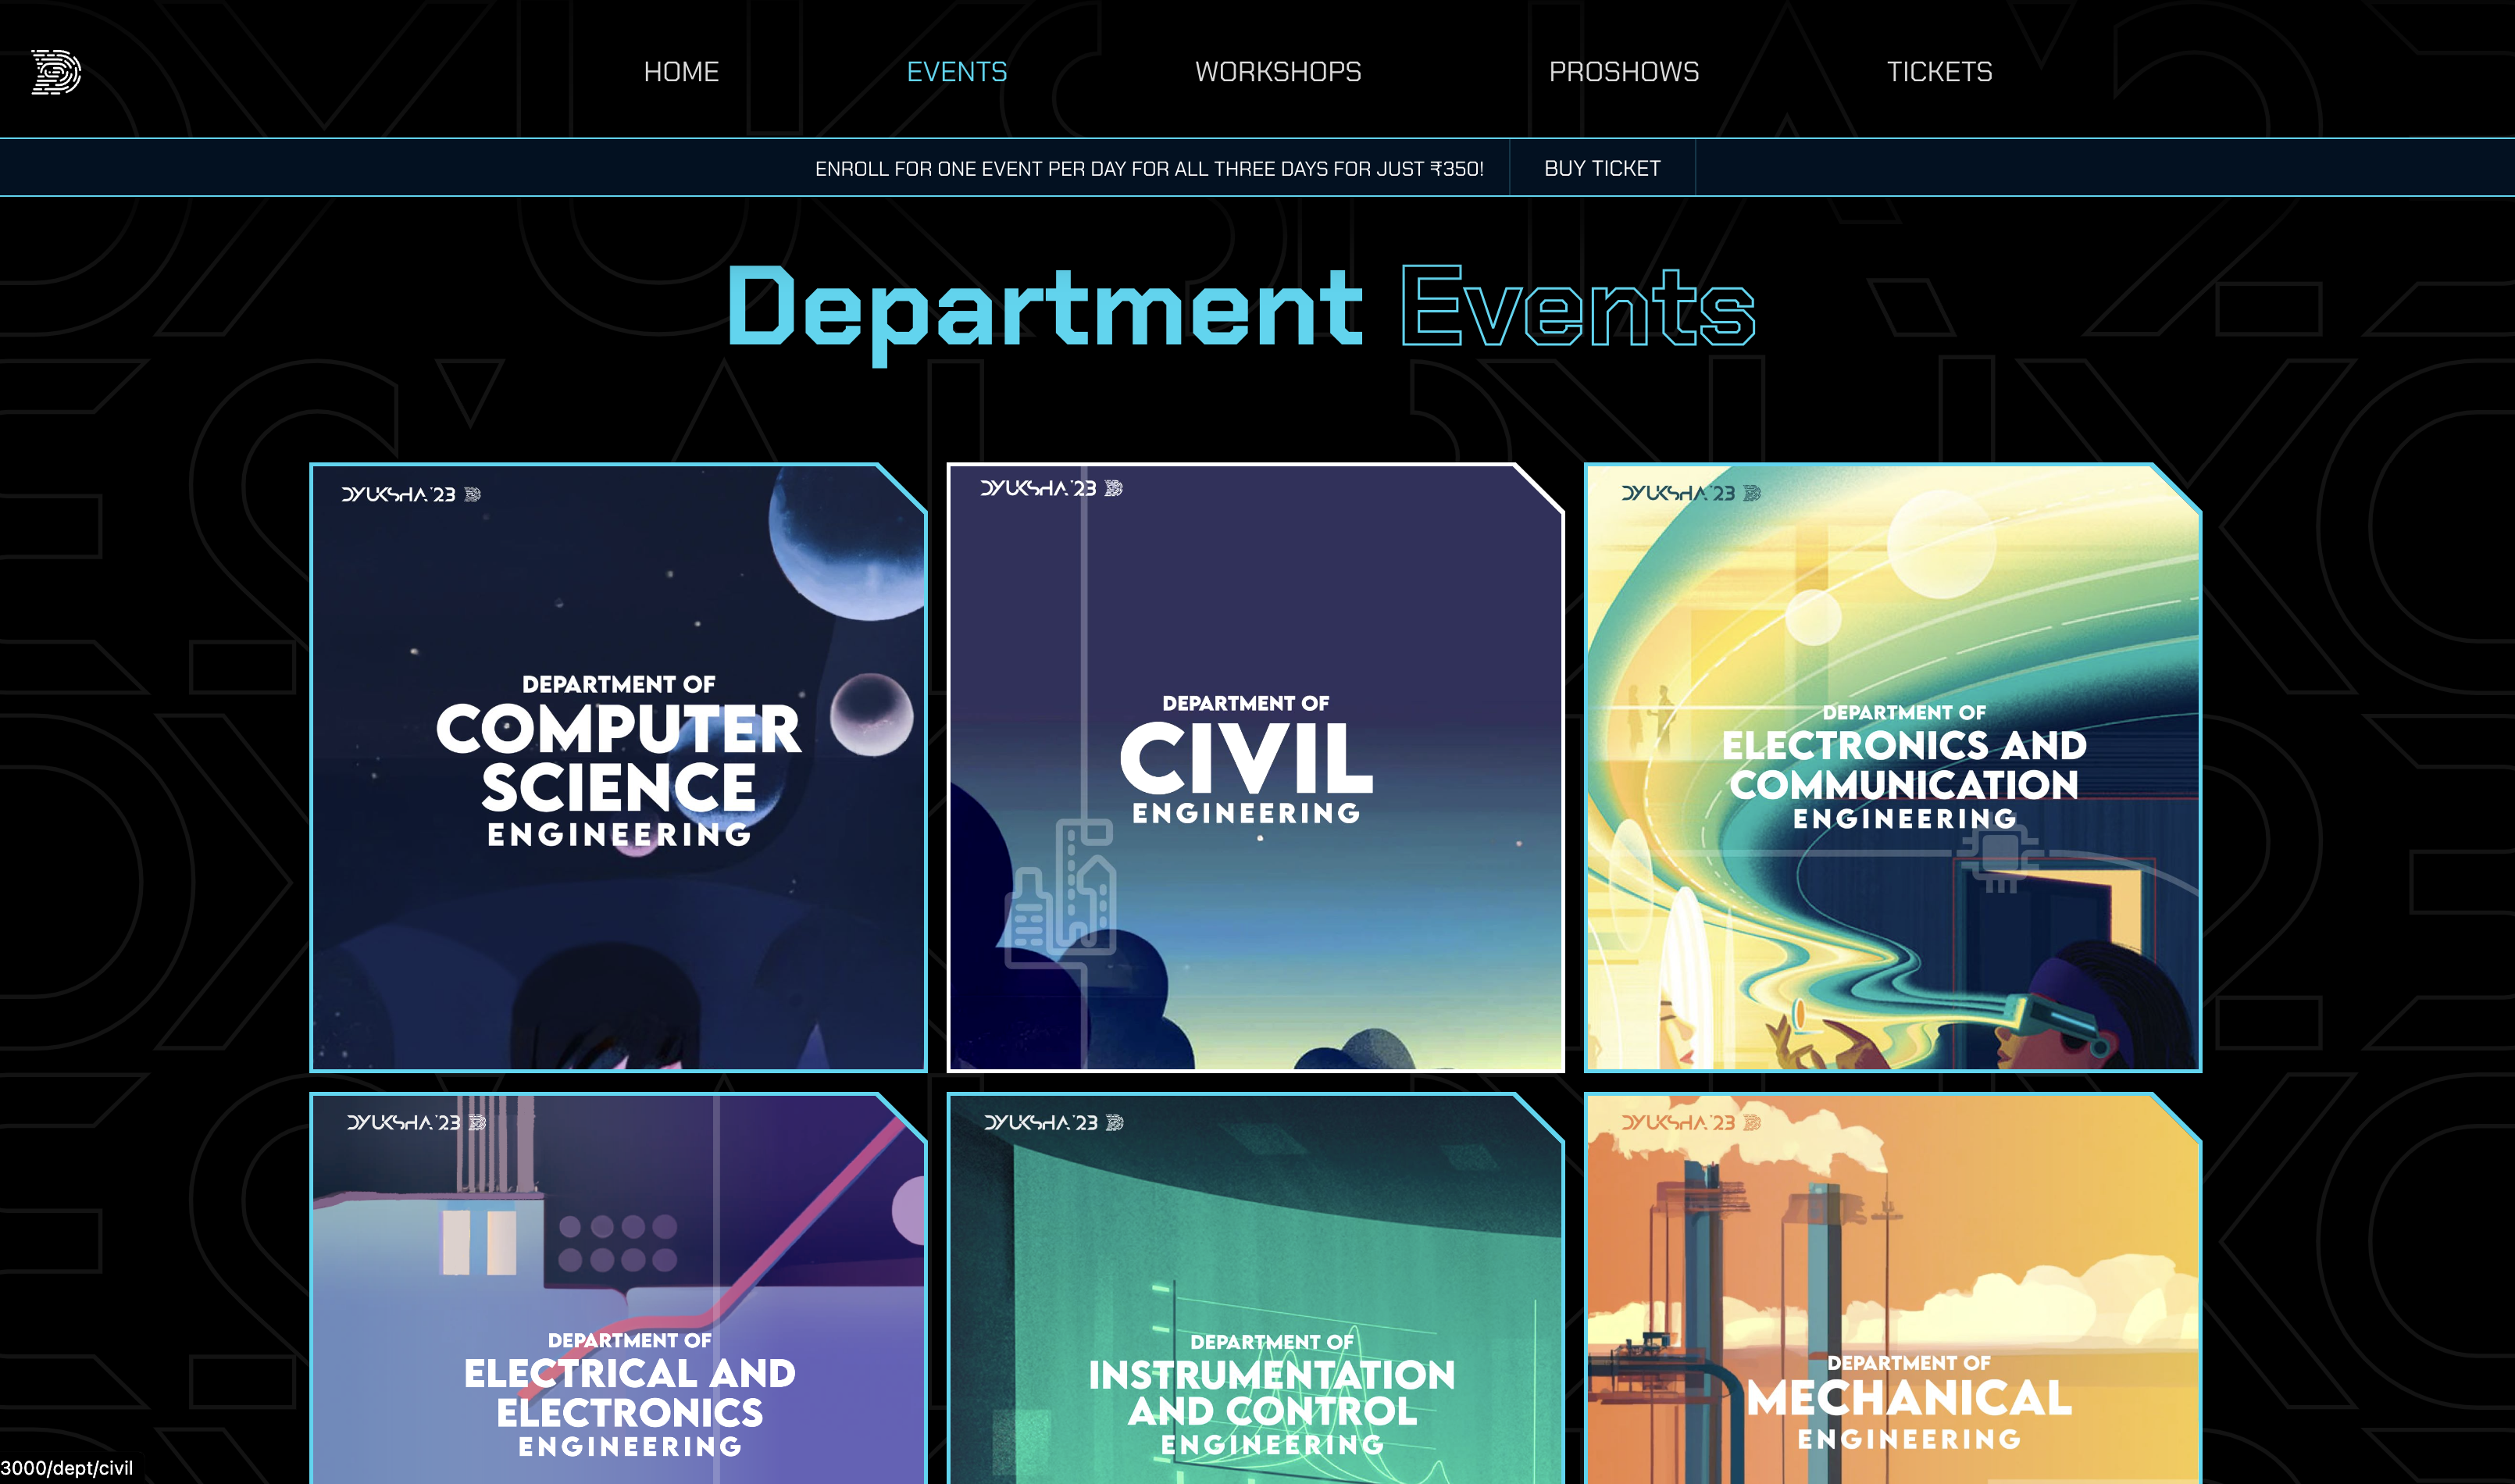 HOME EVENTS WORKSHOPS PROSHOWS TICKETS
ENROLL FOR ONE EVENT PER DAY FOR ALL THREE DAYS FOR JUST ₹350! BUY TICKET
Department Events
DYUKSHA '23
DEPARTMENT OF
COMPUTER
SCIENCE
ENGINEERING
DYUKSHA '23
DEPARTMENT OF
CIVIL
ENGINEERING
DYUKSHA '23
DEPARTMENT OF
ELECTRONICS AND
COMMUNICATION
ENGINEERING
DYUKSHA '23
DEPARTMENT OF
ELECTRICAL AND
ELECTRONICS
ENGINEERING
DYUKSHA '23
DEPARTMENT OF
INSTRUMENTATION
AND CONTROL
ENGINEERING
DYUKSHA '23
DEPARTMENT OF
MECHANICAL
ENGINEERING
3000/dept/civil